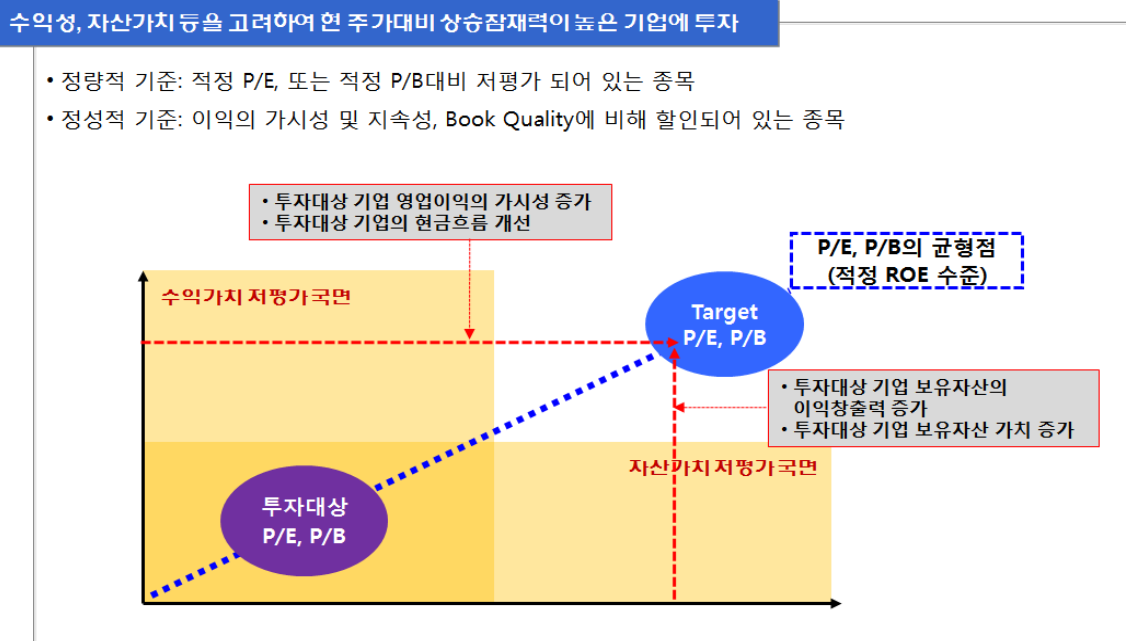 수익성, 자산가치 등을 고려하여 현 주가대비 상승잠재력이 높은 기업에 투자
• 정량적 기준: 적정 P/E, 또는 적정 P/B대비 저평가 되어 있는 종목
• 정성적 기준: 이익의 가시성 및 지속성, Book Quality에 비해 할인되어 있는 종목
• 투자대상 기업 영업이익의 가시성 증가
• 투자대상 기업의 현금흐름 개선
P/E, P/B의 균형점
(적정 ROE 수준)
수익가치 저평가국면
Target
P/E, P/B
• 투자대상 기업 보유자산의
이익창출력 증가
• 투자대상 기업 보유자산 가치 증가
자산가치 저평가국면
투자대상
P/E, P/B